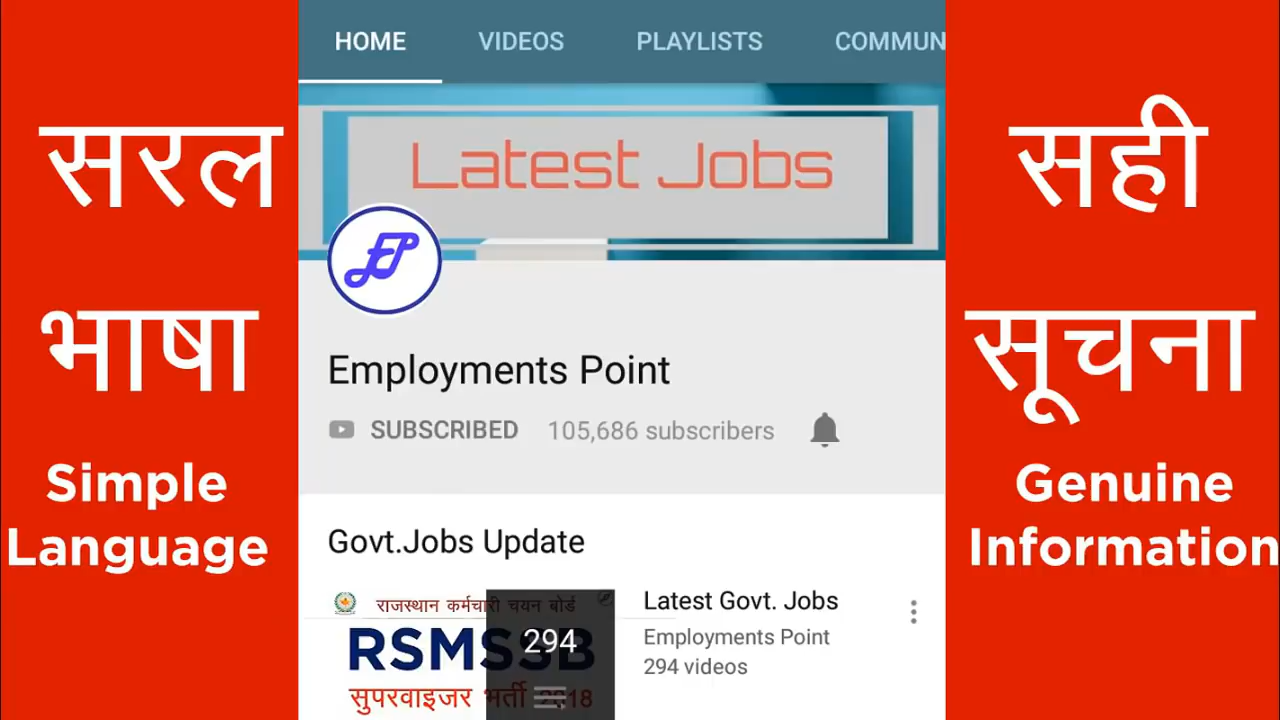 HOME VIDEOS PLAYLISTS COMMUN
सरल
भाषा
Simple
Language
Latest Jobs
EP
Employments Point
SUBSCRIBED 105,686 subscribers
Govt.Jobs Update
राजस्थान कर्मचारी चयन बोर्ड
RSMSSB
सुपरवाइजर भर्ती 2018
294
Latest Govt. Jobs
Employments Point
294 videos
सही
सूचना
Genuine
Information